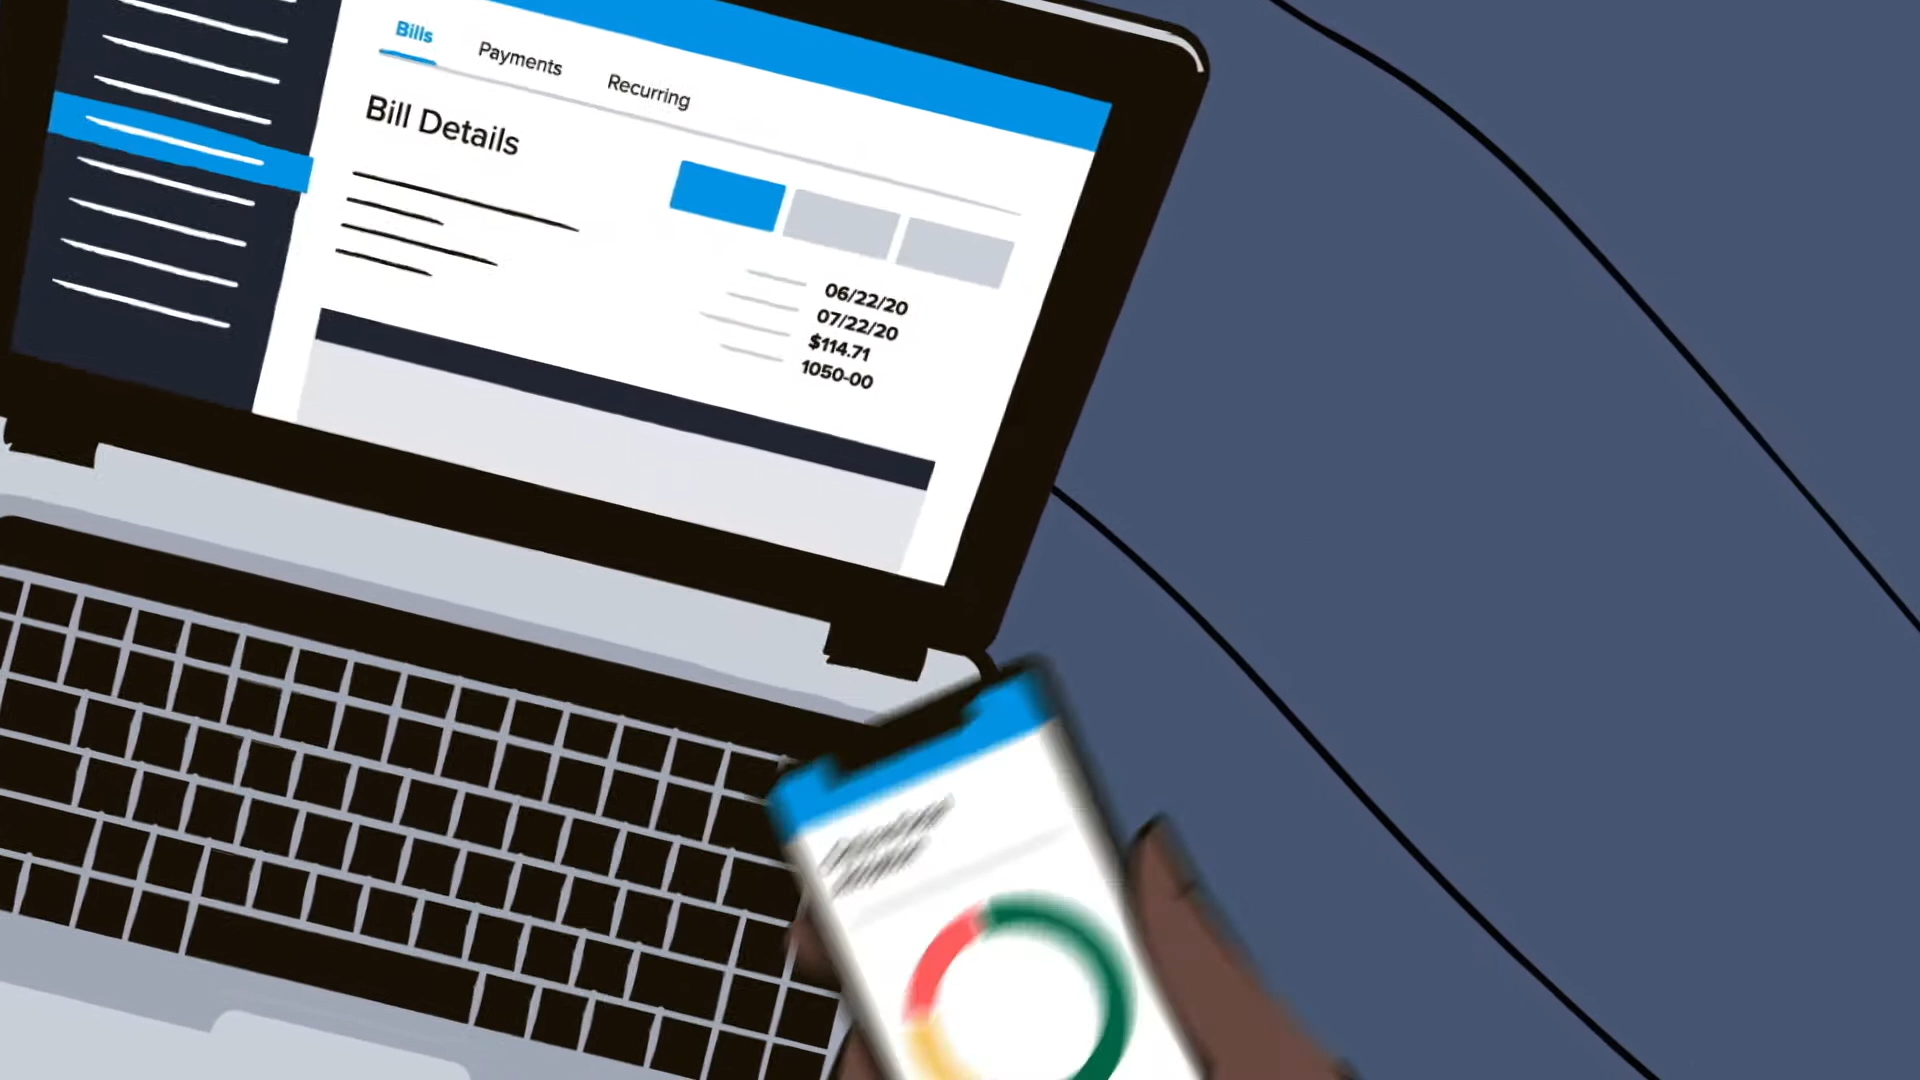 Bills
Payments
Recurring
Bill Details
06/22/20
07/22/20
$114.71
1050-00